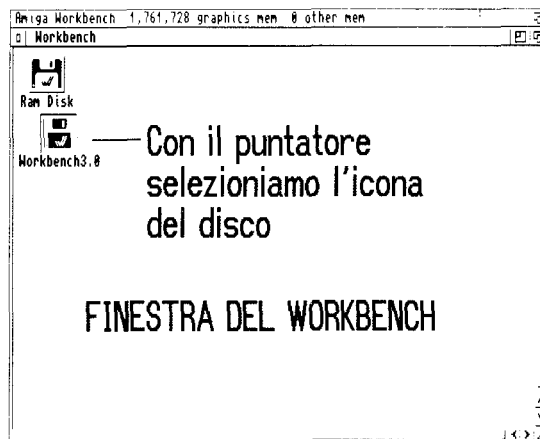 Amiga Workbench 1,761,728 graphics mem 0 other mem
Workbench
Ram Disk
Workbench3.0
Con il puntatore
selezioniamo l'icona
del disco
FINESTRA DEL WORKBENCH